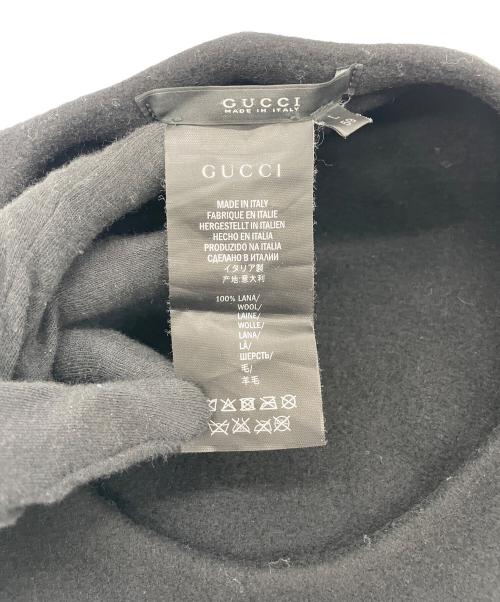 GUCCI
MADE IN ITALY
L
59
GUCCI
MADE IN ITALY
FABRIQUE EN ITALIE
HERGESTELLT IN ITALIEN
HECHO EN ITALIA
PRODUZIDO NA ITALIA
СДЕЛАНО В ИТАЛИИ
イタリア製
产地:意大利
100% LANA/
WOOL/
LAINE/
WOLLE/
LANA/
LÃ/
ШЕРСТЬ/
毛/
羊毛